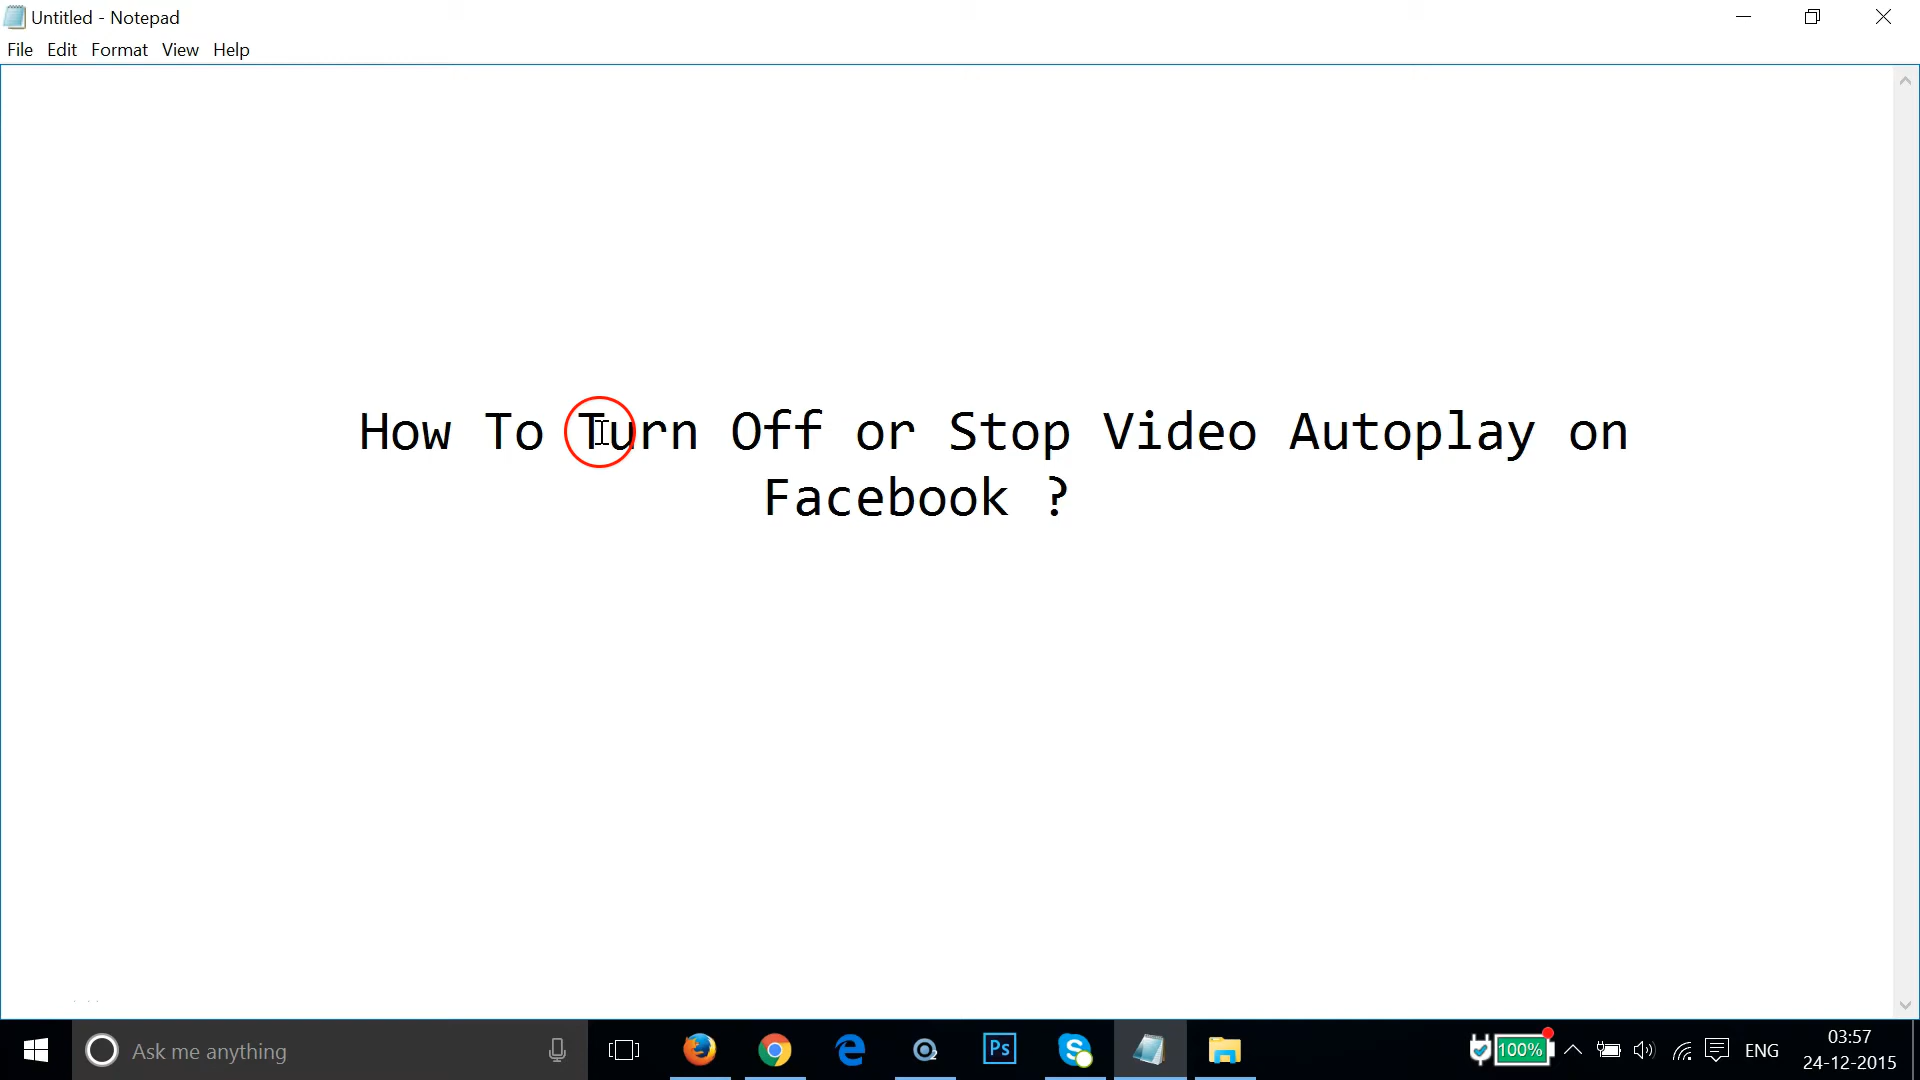 Untitled - Notepad
File Edit Format View Help
How To Turn Off or Stop Video Autoplay on
Facebook ?
Ask me anything
Ps
100%
ENG
03:57
24-12-2015